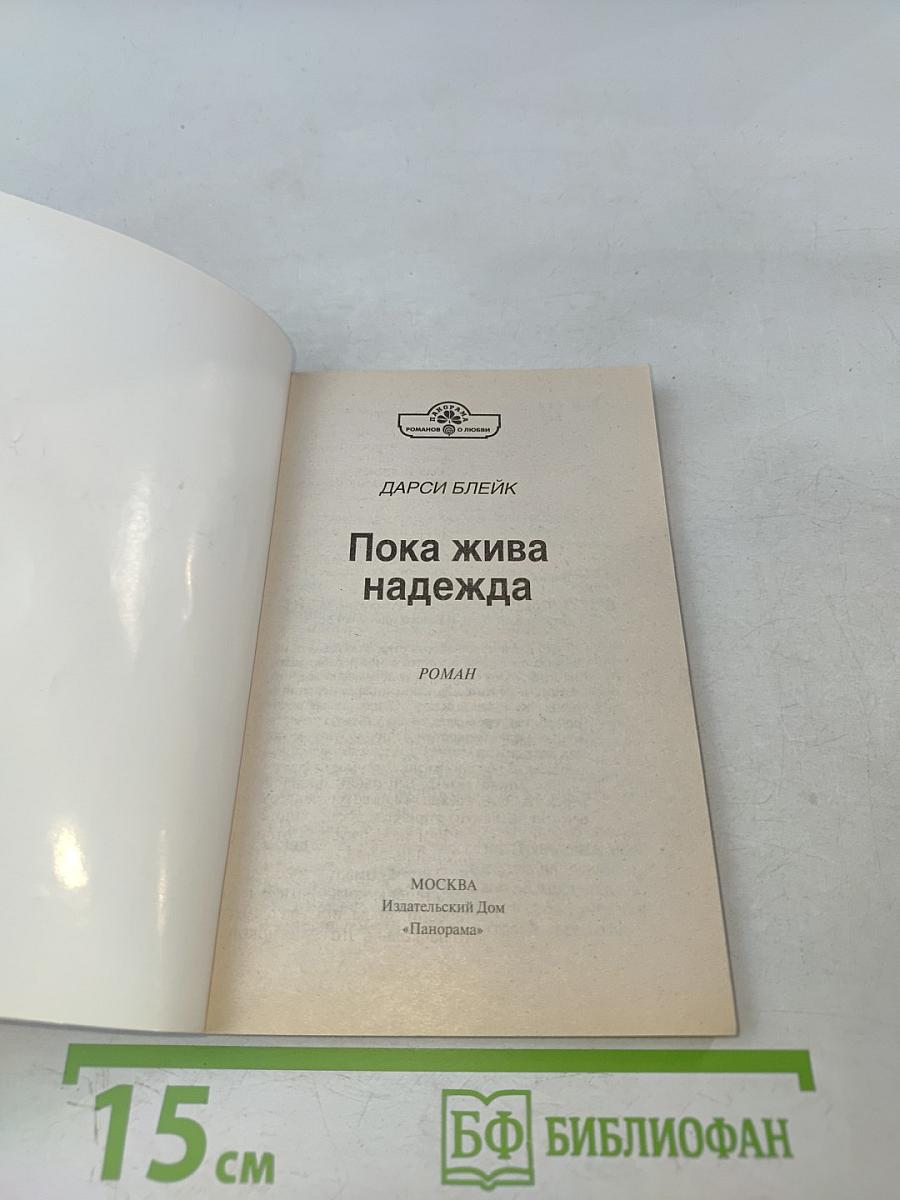 ПАНОРАМА
РОМАНОВ О ЛЮБВИ
ДАРСИ БЛЕЙК
Пока жива
надежда
РОМАН
МОСКВА
Издательский Дом
«Панорама»
15 см
БФ БИБЛИОФАН